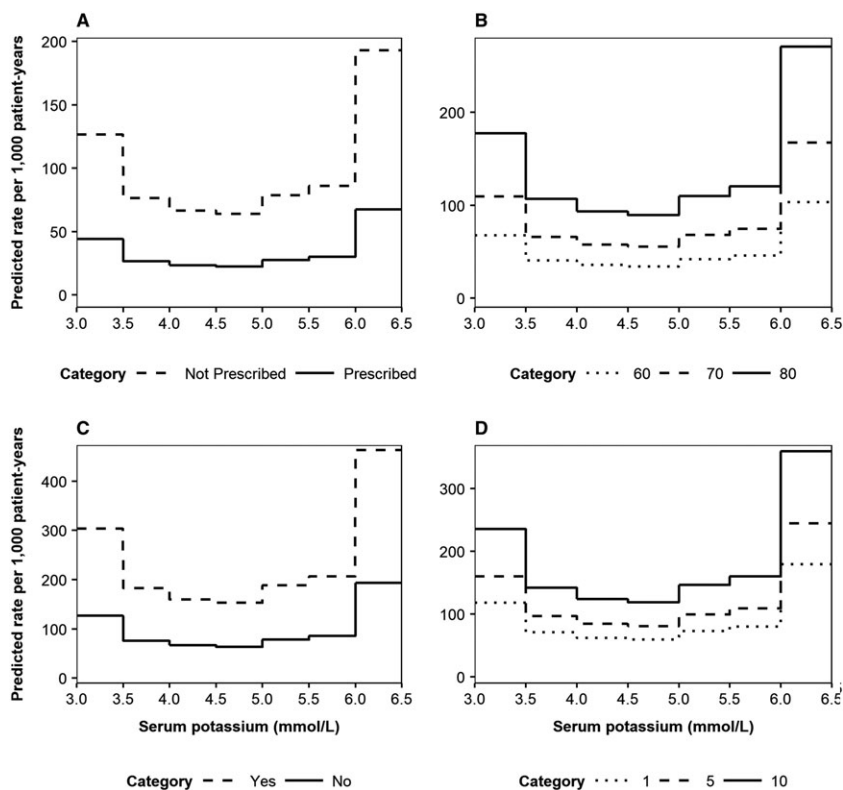 A
Predicted rate per 1,000 patient-years
200
150
100
50
0
3.0 3.5 4.0 4.5 5.0 5.5 6.0 6.5
Category Not Prescribed Prescribed
B
200
100
0
3.0 3.5 4.0 4.5 5.0 5.5 6.0 6.5
Category 60 70 80
C
Predicted rate per 1,000 patient-years
400
300
200
100
0
3.0 3.5 4.0 4.5 5.0 5.5 6.0 6.5
Serum potassium (mmol/L)
Category Yes No
D
300
200
100
0
3.0 3.5 4.0 4.5 5.0 5.5 6.0 6.5
Serum potassium (mmol/L)
Category 1 5 10